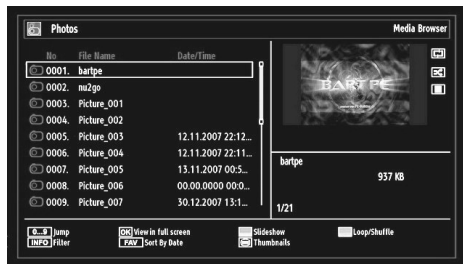 Photos
Media Browser
No File Name Date/Time
0001. bartpe
0002. nu2go
0003. Picture_001
0004. Picture_002
0005. Picture_003 12.11.2007 22:12...
0006. Picture_004 12.11.2007 22:11...
0007. Picture_005 13.11.2007 00:5...
0008. Picture_006 00.00.0000 00:0...
0009. Picture_007 30.12.2007 13:1...
BART PE
bartpe
937 KB
1/21
0...9 Jump OK View in full screen Slideshow Loop/Shuffle
INFO Filter FAV Sort By Date Thumbnails